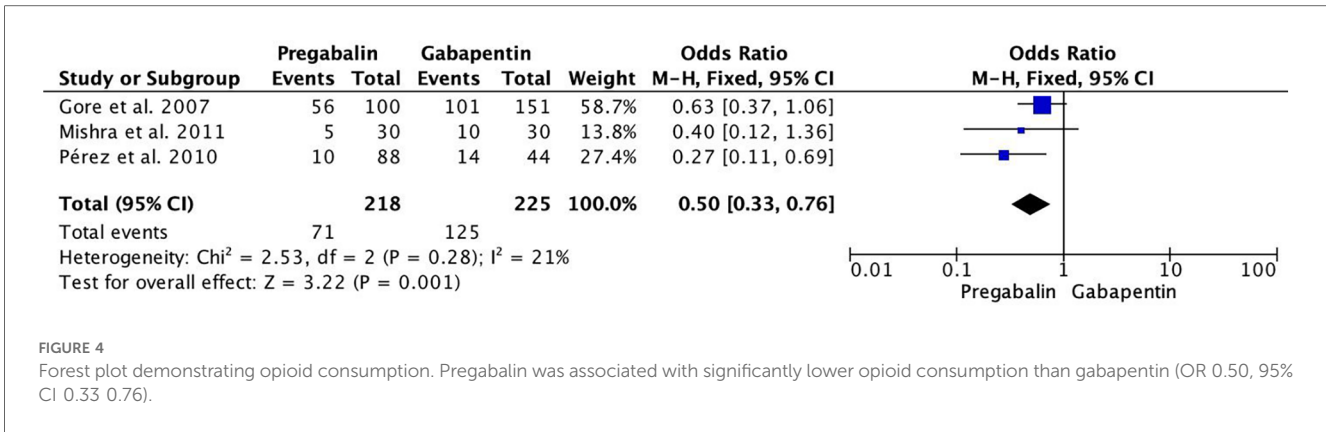 Pregabalin Gabapentin Odds Ratio Odds Ratio
Study or Subgroup Events Total Events Total Weight M-H, Fixed, 95% CI M-H, Fixed, 95% CI
Gore et al. 2007 56 100 101 151 58.7% 0.63 [0.37, 1.06]
Mishra et al. 2011 5 30 10 30 13.8% 0.40 [0.12, 1.36]
Pérez et al. 2010 10 88 14 44 27.4% 0.27 [0.11, 0.69]
Total (95% CI) 218 225 100.0% 0.50 [0.33, 0.76]
Total events 71 125
Heterogeneity: Chi² = 2.53, df = 2 (P = 0.28); I² = 21%
Test for overall effect: Z = 3.22 (P = 0.001)
0.01 0.1 1 10 100
Pregabalin Gabapentin
FIGURE 4
Forest plot demonstrating opioid consumption. Pregabalin was associated with significantly lower opioid consumption than gabapentin (OR 0.50, 95%
CI 0.33 0.76).